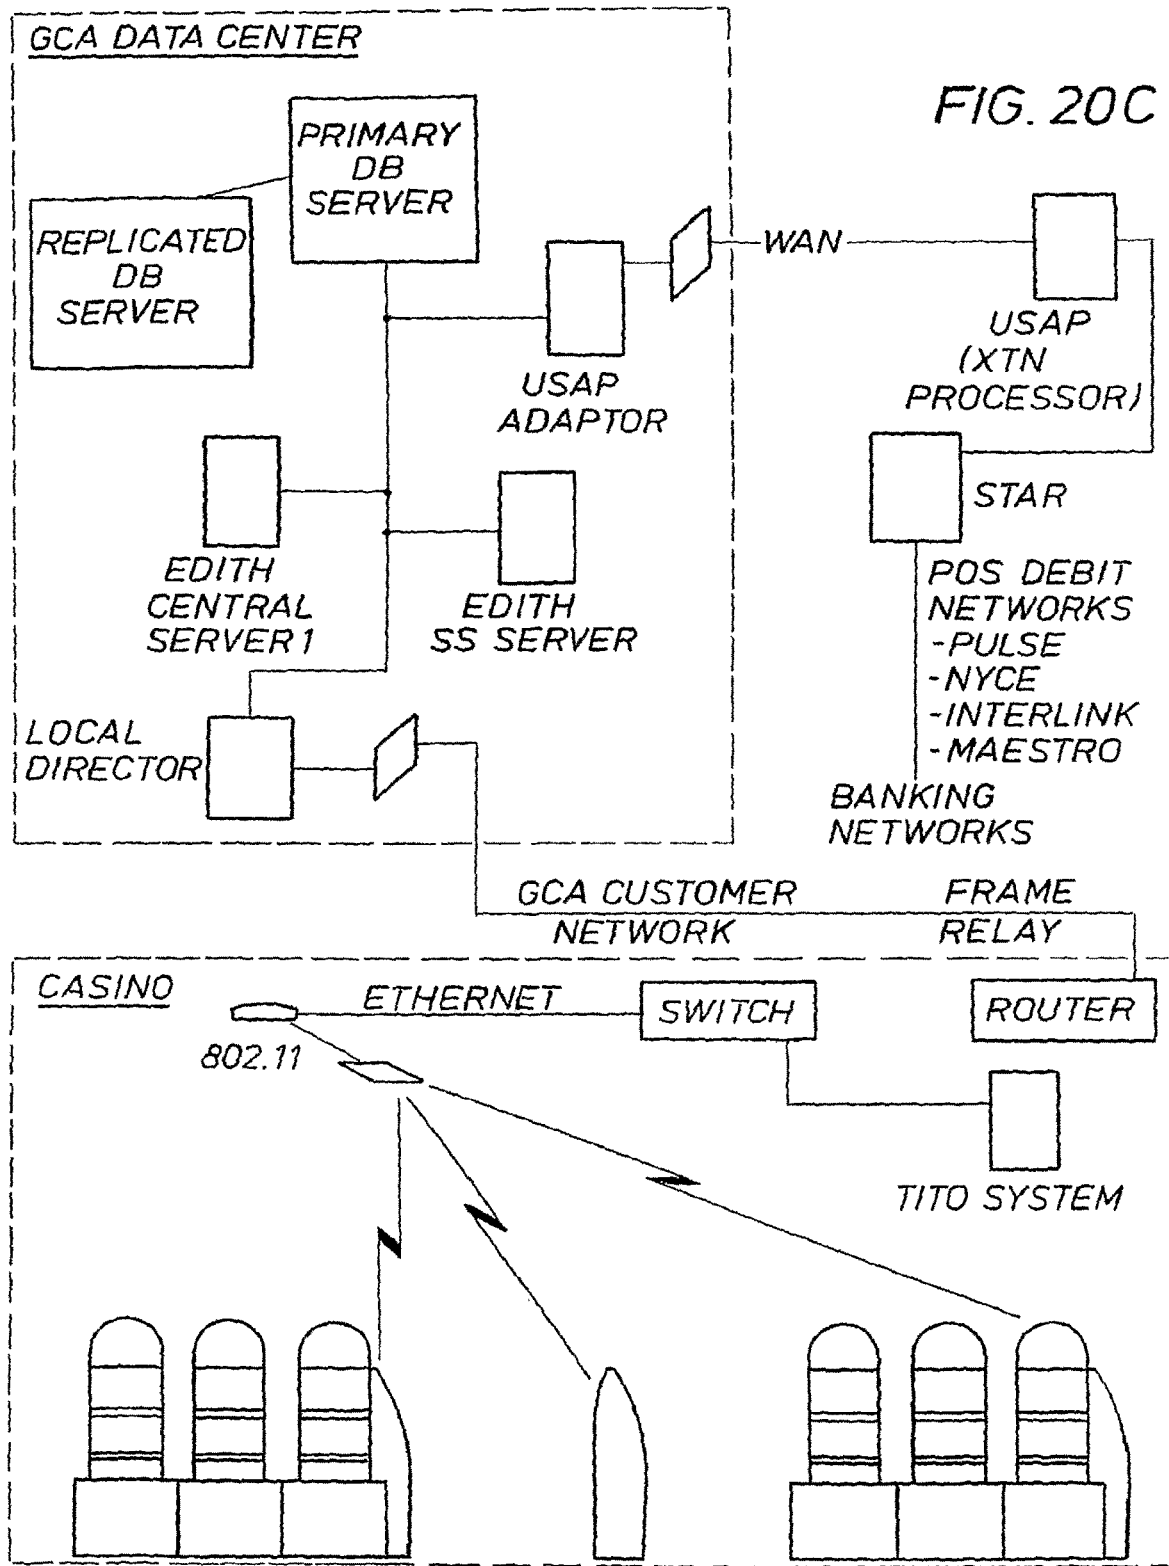 GCA DATA CENTER
FIG. 20C
PRIMARY
DB
SERVER
REPLICATED
DB
SERVER
WAN
USAP
(XTN
PROCESSOR)
USAP
ADAPTOR
STAR
EDITH
CENTRAL
SERVER 1
EDITH
SS SERVER
POS DEBIT
NETWORKS
-PULSE
-NYCE
-INTERLINK
-MAESTRO
LOCAL
DIRECTOR
BANKING
NETWORKS
GCA CUSTOMER
NETWORK
FRAME
RELAY
CASINO
ETHERNET
SWITCH
ROUTER
802.11
TITO SYSTEM